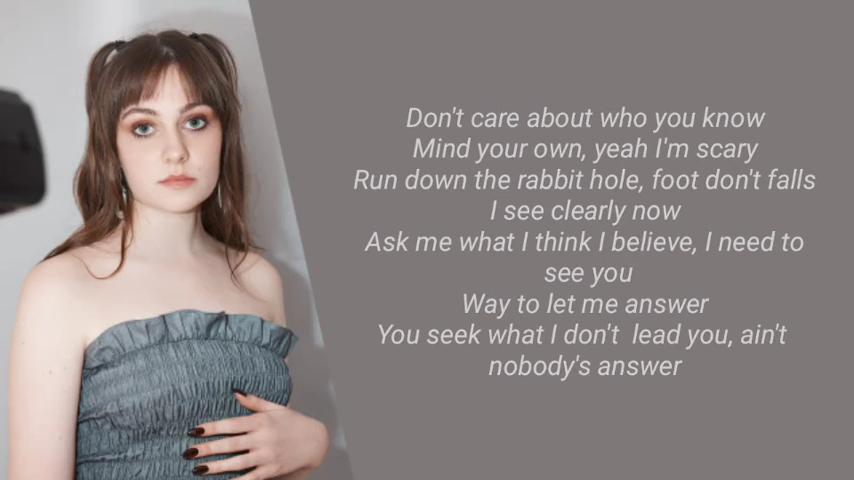 Don't care about who you know
Mind your own, yeah I'm scary
Run down the rabbit hole, foot don't falls
I see clearly now
Ask me what I think I believe, I need to
see you
Way to let me answer
You seek what I don't  lead you, ain't
nobody's answer